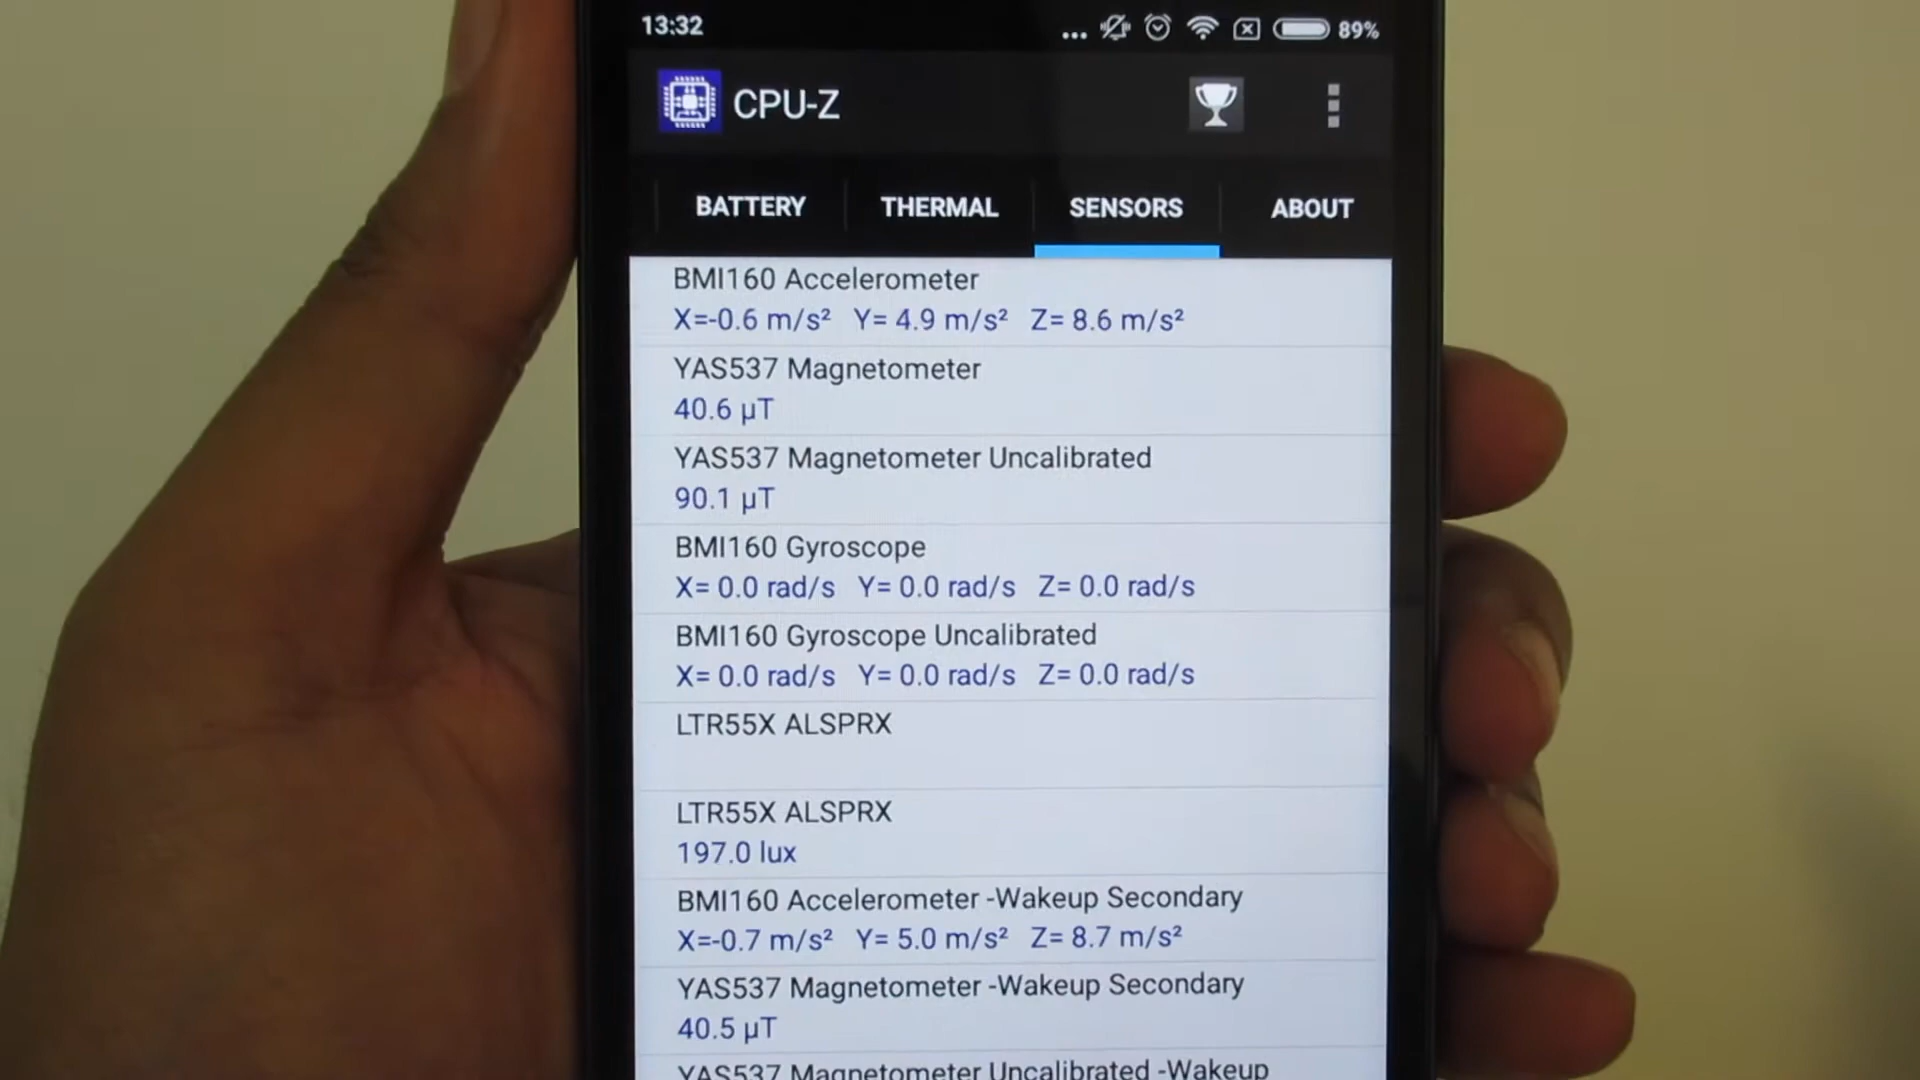 13:32 ... 89%
CPU-Z
BATTERY THERMAL SENSORS ABOUT
BMI160 Accelerometer
X=-0.6 m/s² Y= 4.9 m/s² Z= 8.6 m/s²
YAS537 Magnetometer
40.6 µT
YAS537 Magnetometer Uncalibrated
90.1 µT
BMI160 Gyroscope
X= 0.0 rad/s Y= 0.0 rad/s Z= 0.0 rad/s
BMI160 Gyroscope Uncalibrated
X= 0.0 rad/s Y= 0.0 rad/s Z= 0.0 rad/s
LTR55X ALSPRX
LTR55X ALSPRX
197.0 lux
BMI160 Accelerometer -Wakeup Secondary
X=-0.7 m/s² Y= 5.0 m/s² Z= 8.7 m/s²
YAS537 Magnetometer -Wakeup Secondary
40.5 µT
YAS537 Magnetometer Uncalibrated -Wakeup